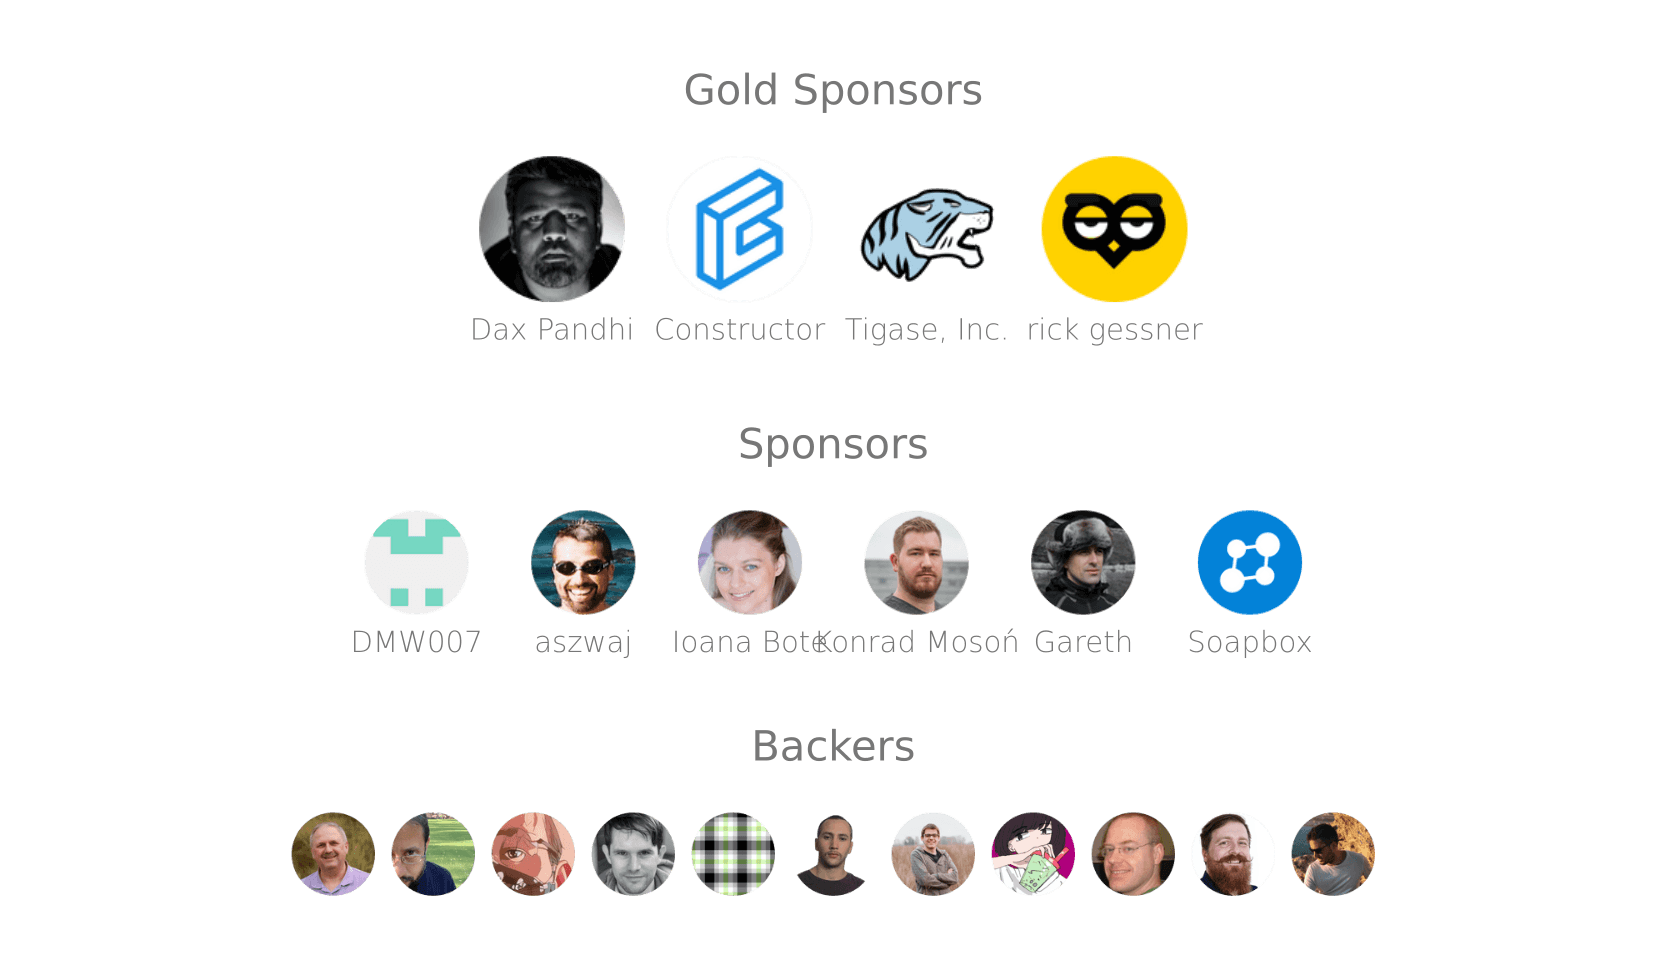 Gold Sponsors
Dax Pandhi Constructor Tigase, Inc. rick gessner
Sponsors
DMW007 aszwaj Ioana Bote Konrad Mosoń Gareth Soapbox
Backers